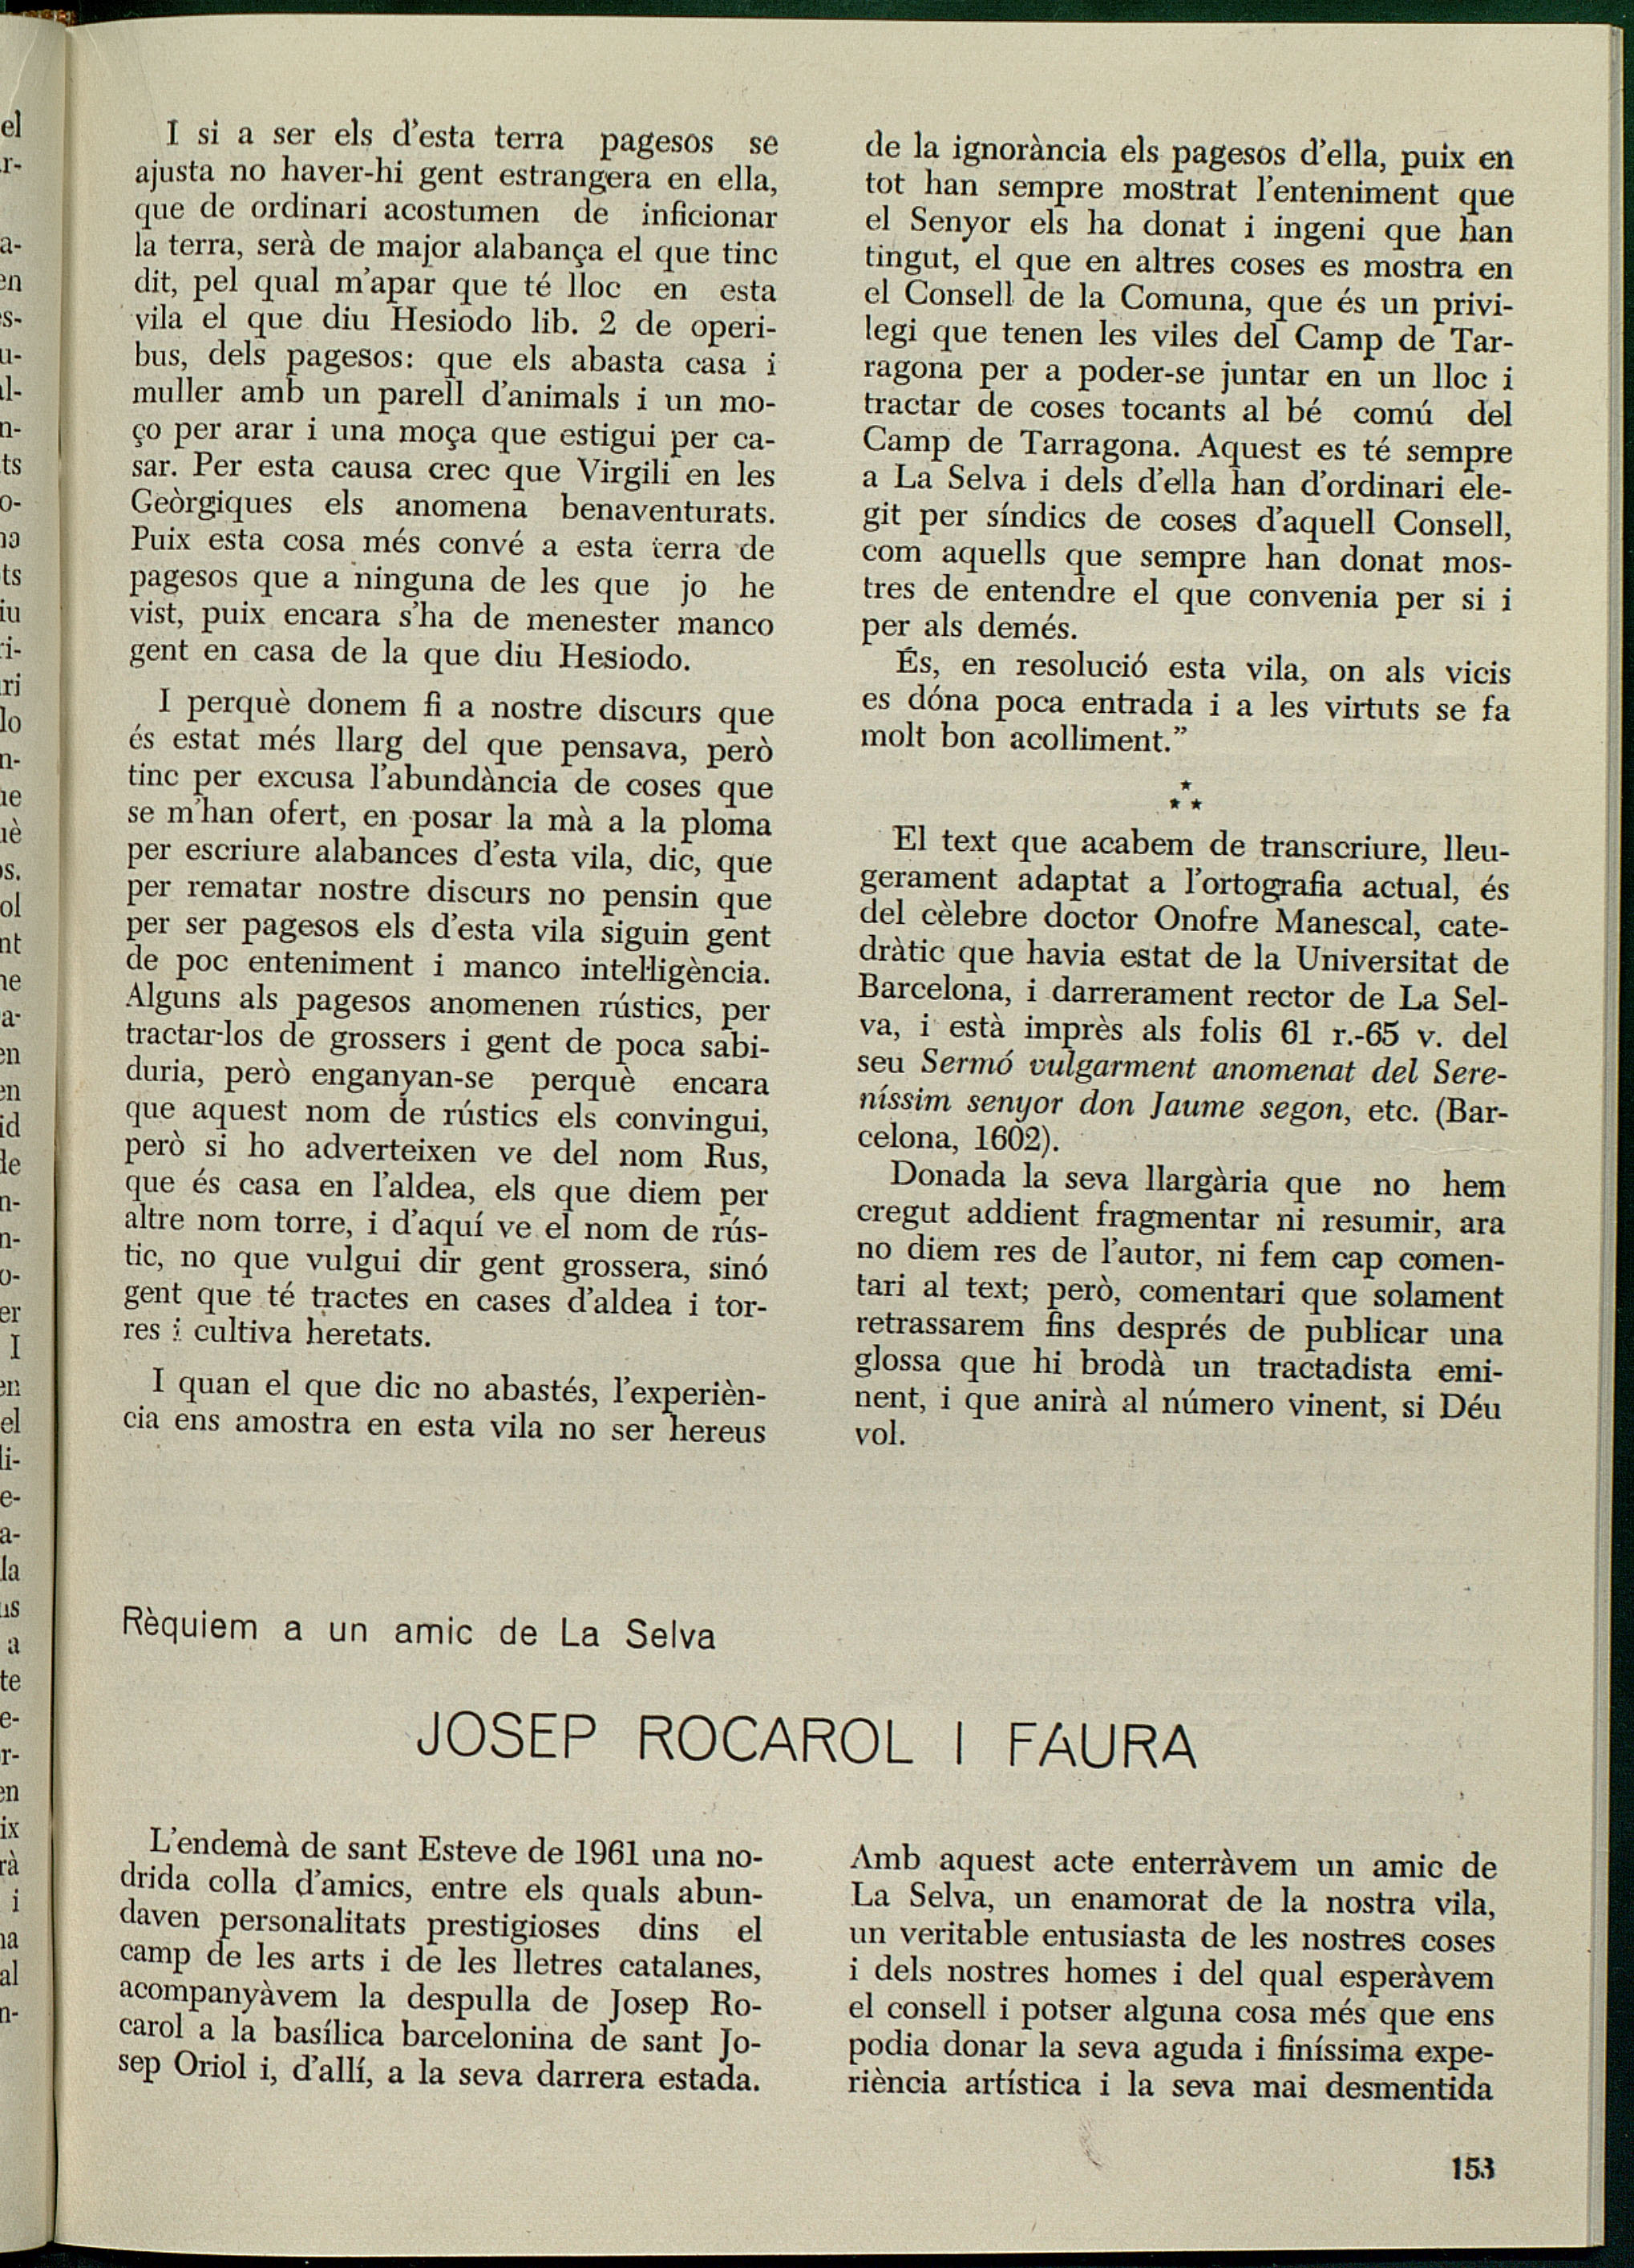 I si a ser els d'esta terra pagesos se
ajusta no haver-hi gent estrangera en ella,
que de ordinari acostumen de inficionar
la terra, serà de major alabança el que tinc
dit, pel qual m'apar que té lloc en esta
vila el que diu Hesiodo lib. 2 de operi-
bus, dels pagesos: que els abasta casa i
muller amb un parell d'animals i un mo-
ço per arar i una moça que estigui per ca-
sar. Per esta causa crec que Virgili en les
Geòrgiques els anomena benaventurats.
Puix esta cosa més convé a esta terra de
pagesos que a ninguna de les que jo he
vist, puix encara s'ha de menester manco
gent en casa de la que diu Hesiodo.
I perquè donem fi a nostre discurs que
és estat més llarg del que pensava, però
tinc per excusa l'abundància de coses que
se m'han ofert, en posar la mà a la ploma
per escriure alabances d'esta vila, dic, que
per rematar nostre discurs no pensin que
per ser pagesos els d'esta vila siguin gent
de poc enteniment i manco intel·ligència.
Alguns als pagesos anomenen rústics, per
tractar-los de grossers i gent de poca sabi-
duria, però enganyan-se perquè encara
que aquest nom de rústics els convingui,
però si ho adverteixen ve del nom Rus,
que és casa en l'aldea, els que diem per
altre nom torre, i d'aquí ve el nom de rús-
tic, no que vulgui dir gent grossera, sinó
gent que té tractes en cases d'aldea i tor-
res i cultiva heretats.
I quan el que dic no abastés, l'experièn-
cia ens amostra en esta vila no ser hereus
de la ignorància els pagesos d'ella, puix en
tot han sempre mostrat l'enteniment que
el Senyor els ha donat i ingeni que han
tingut, el que en altres coses es mostra en
el Consell de la Comuna, que és un privi-
legi que tenen les viles del Camp de Tar-
ragona per a poder-se juntar en un lloc i
tractar de coses tocants al bé comú del
Camp de Tarragona. Aquest es té sempre
a La Selva i dels d'ella han d'ordinari ele-
git per síndics de coses d'aquell Consell,
com aquells que sempre han donat mos-
tres de entendre el que convenia per si i
per als demés.
És, en resolució esta vila, on als vicis
es dóna poca entrada i a les virtuts se fa
molt bon acolliment."
* * *
El text que acabem de transcriure, lleu-
gerament adaptat a l'ortografia actual, és
del cèlebre doctor Onofre Manescal, cate-
dràtic que havia estat de la Universitat de
Barcelona, i darrerament rector de La Sel-
va, i està imprès als folis 61 r.-65 v. del
seu Sermó vulgarment anomenat del Sere-
níssim senyor don Jaume segon, etc. (Bar-
celona, 1602).
Donada la seva llargària que no hem
cregut addient fragmentar ni resumir, ara
no diem res de l'autor, ni fem cap comen-
tari al text; però, comentari que solament
retrassarem fins després de publicar una
glossa que hi brodà un tractadista emi-
nent, i que anirà al número vinent, si Déu
vol.
Rèquiem a un amic de La Selva
JOSEP ROCAROL I FAURA
L'endemà de sant Esteve de 1961 una no-
drida colla d'amics, entre els quals abun-
daven personalitats prestigioses dins el
camp de les arts i de les lletres catalanes,
acompanyàvem la despulla de Josep Ro-
carol a la basílica barcelonina de sant Jo-
sep Oriol i, d'allí, a la seva darrera estada.
Amb aquest acte enterràvem un amic de
La Selva, un enamorat de la nostra vila,
un veritable entusiasta de les nostres coses
i dels nostres homes i del qual esperàvem
el consell i potser alguna cosa més que ens
podia donar la seva aguda i finíssima expe-
riència artística i la seva mai desmentida
153